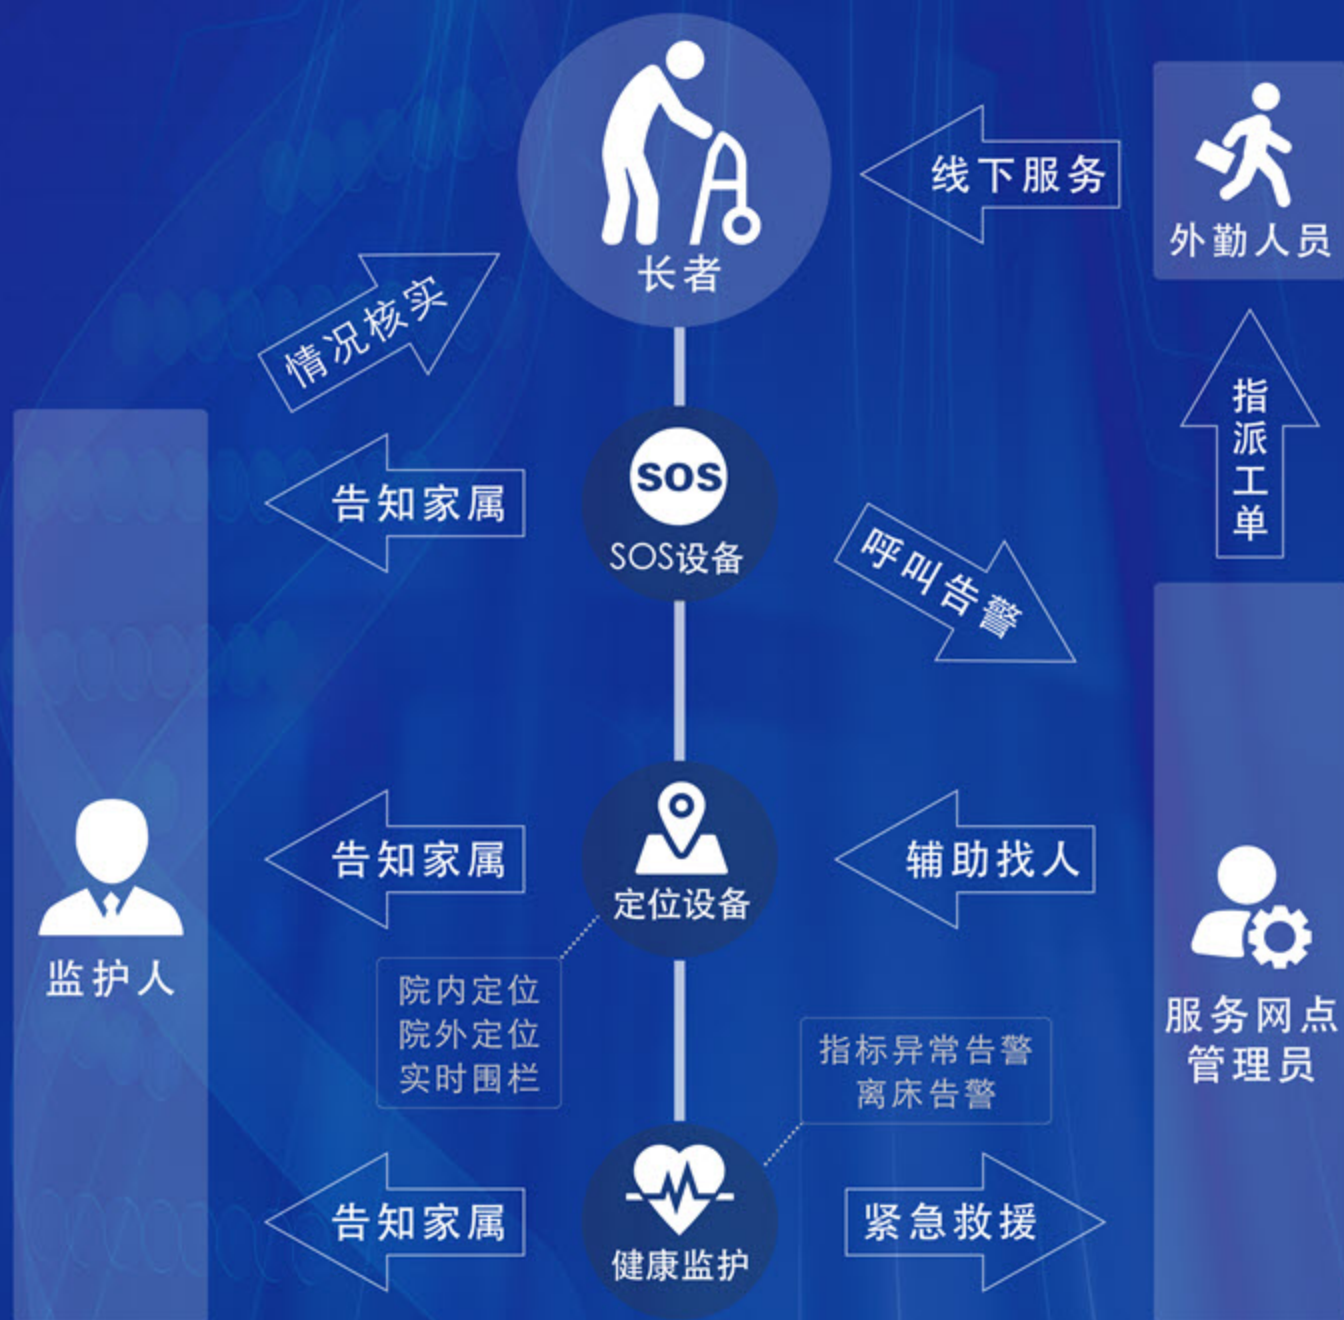 长者
线下服务
外勤人员
情况核实
指派工单
告知家属
SOS
SOS设备
呼叫告警
告知家属
定位设备
辅助找人
监护人
院内定位
院外定位
实时围栏
服务网点
管理员
指标异常告警
离床告警
告知家属
健康监护
紧急救援